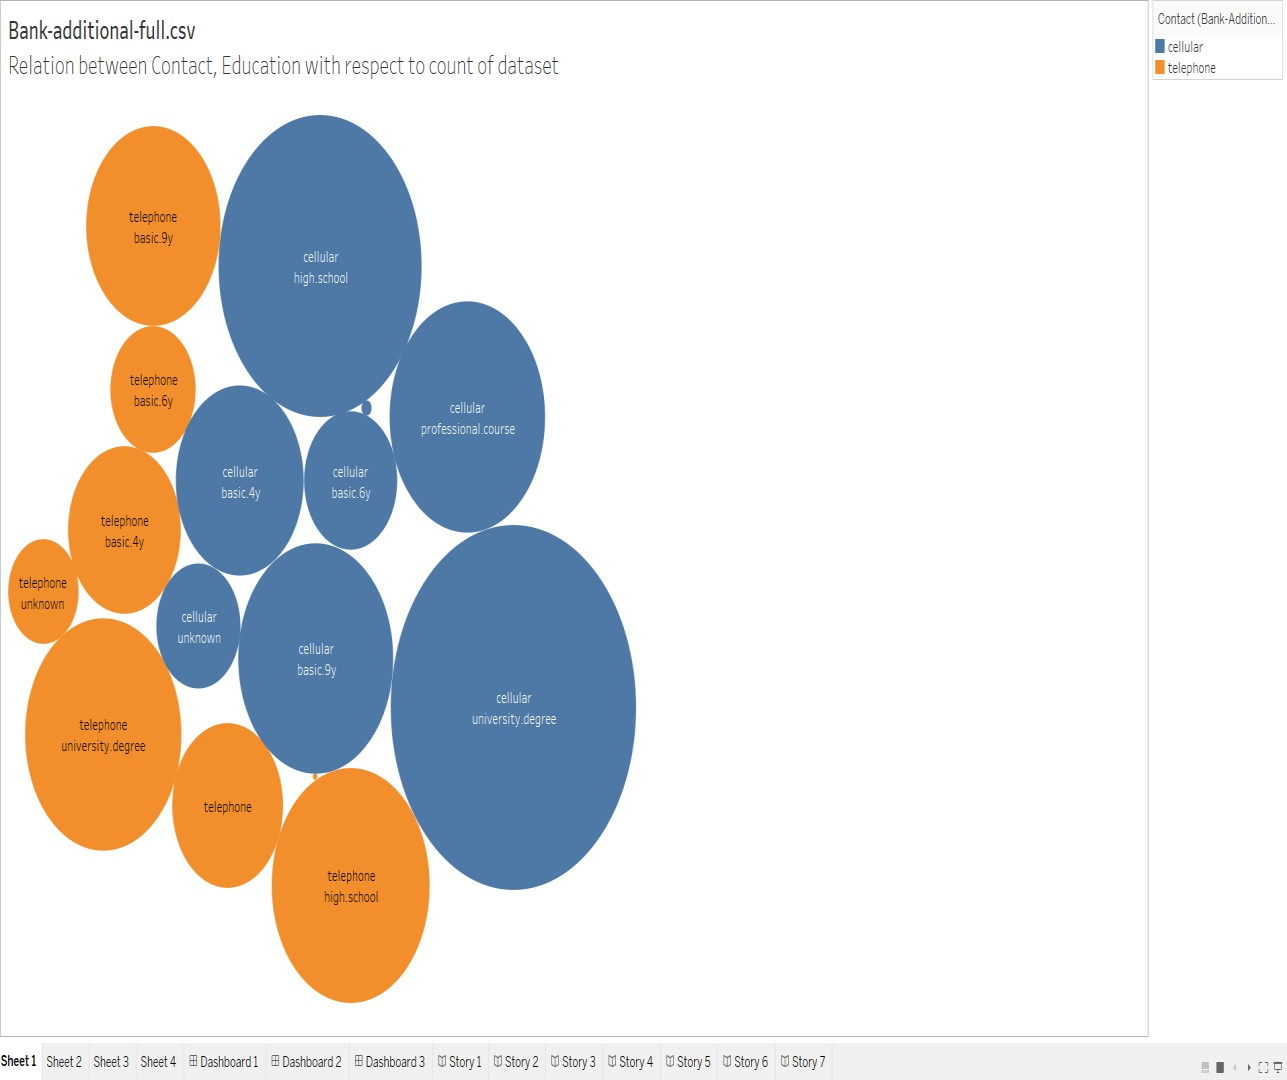 Bank-additional-full.csv
Relation between Contact, Education with respect to count of dataset
Contact (Bank-Addition...
cellular
telephone
telephone
basic.9y
cellular
high.school
telephone
basic.6y
cellular
professional.course
cellular
basic.4y
cellular
basic.6y
telephone
basic.4y
telephone
unknown
cellular
unknown
cellular
basic.9y
cellular
university.degree
telephone
university.degree
telephone
telephone
high.school
Sheet 1 Sheet 2 Sheet 3 Sheet 4 Dashboard 1 Dashboard 2 Dashboard 3 Story 1 Story 2 Story 3 Story 4 Story 5 Story 6 Story 7